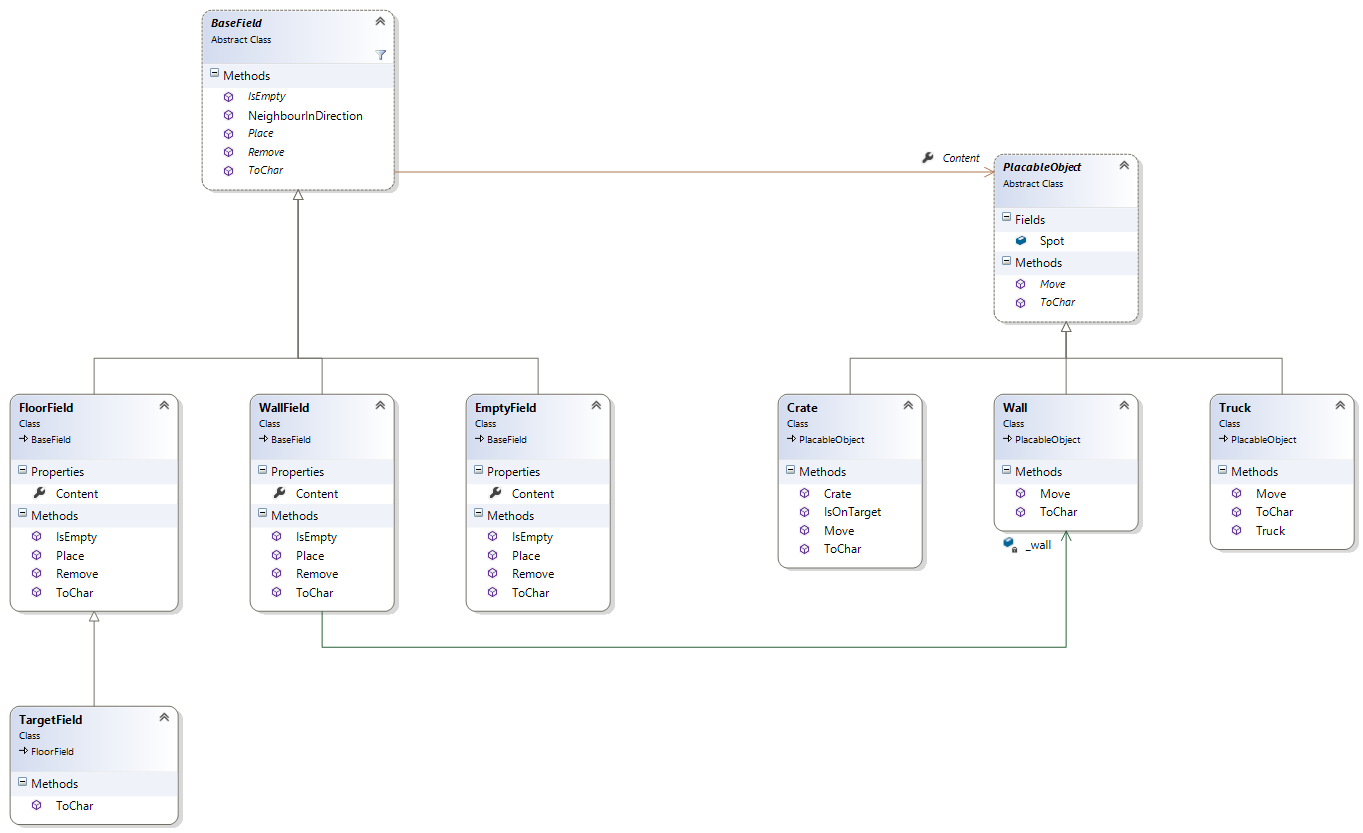 BaseField
Abstract Class
Methods
IsEmpty
NeighbourInDirection
Place
Remove
ToChar
Content
PlacableObject
Abstract Class
Fields
Spot
Methods
Move
ToChar
FloorField
Class
BaseField
Properties
Content
Methods
IsEmpty
Place
Remove
ToChar
WallField
Class
BaseField
Properties
Content
Methods
IsEmpty
Place
Remove
ToChar
EmptyField
Class
BaseField
Properties
Content
Methods
IsEmpty
Place
Remove
ToChar
Crate
Class
PlacableObject
Methods
Crate
IsOnTarget
Move
ToChar
Wall
Class
PlacableObject
Methods
Move
ToChar
_wall
Truck
Class
PlacableObject
Methods
Move
ToChar
Truck
TargetField
Class
FloorField
Methods
ToChar